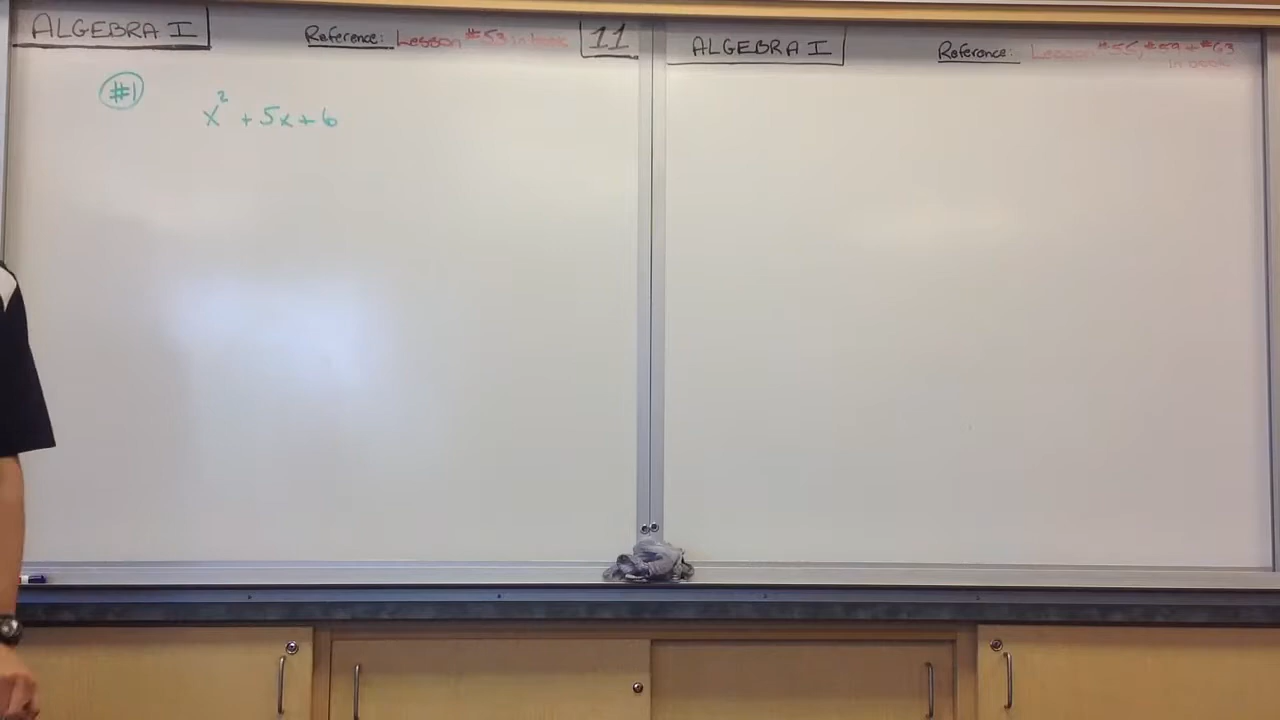 ALGEBRA I
Reference: Lesson #53 in book
11
ALGEBRA I
Reference: Lesson #55, #59 + #63
in book
#1
x² + 5x + 6